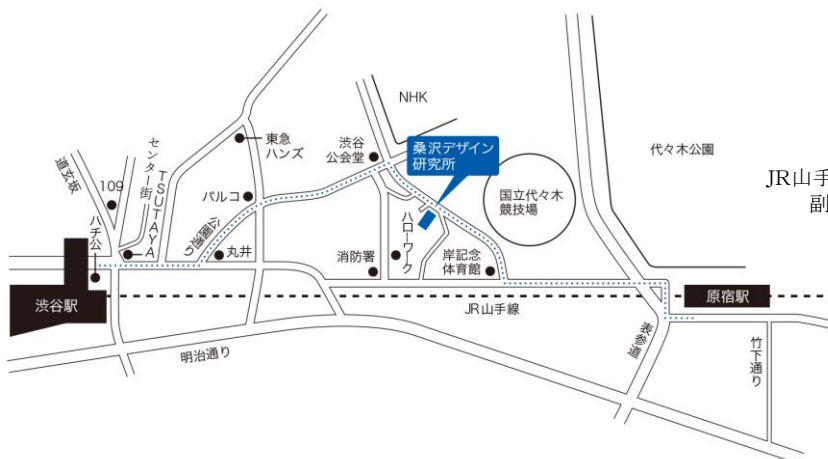 NHK
渋谷
公会堂
桑沢デザイン
研究所
東急
ハンズ
代々木公園
国立代々木
競技場
JR山手
副
道玄坂
109
センター街
TSUTAYA
パルコ
公園通り
ハチ公
丸井
消防署
ハローワーク
岸記念
体育館
渋谷駅
原宿駅
JR山手線
表参道
竹下通り
明治通り